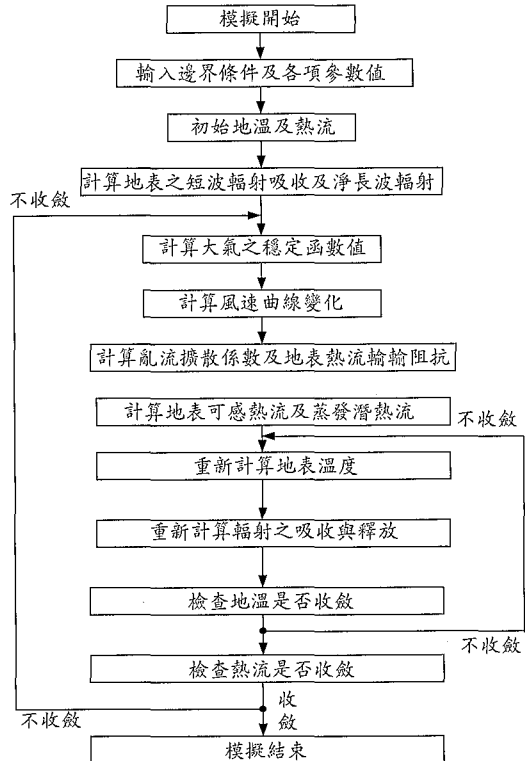 模擬開始
輸入邊界條件及各項參數值
初始地溫及熱流
計算地表之短波輻射吸收及淨長波輻射
不收斂
計算大氣之穩定函數值
計算風速曲線變化
計算亂流擴散係數及地表熱流輸輸阻抗
計算地表可感熱流及蒸發潛熱流
不收斂
重新計算地表溫度
重新計算輻射之吸收與釋放
檢查地溫是否收斂
不收斂
檢查熱流是否收斂
不收斂
收
斂
模擬結束